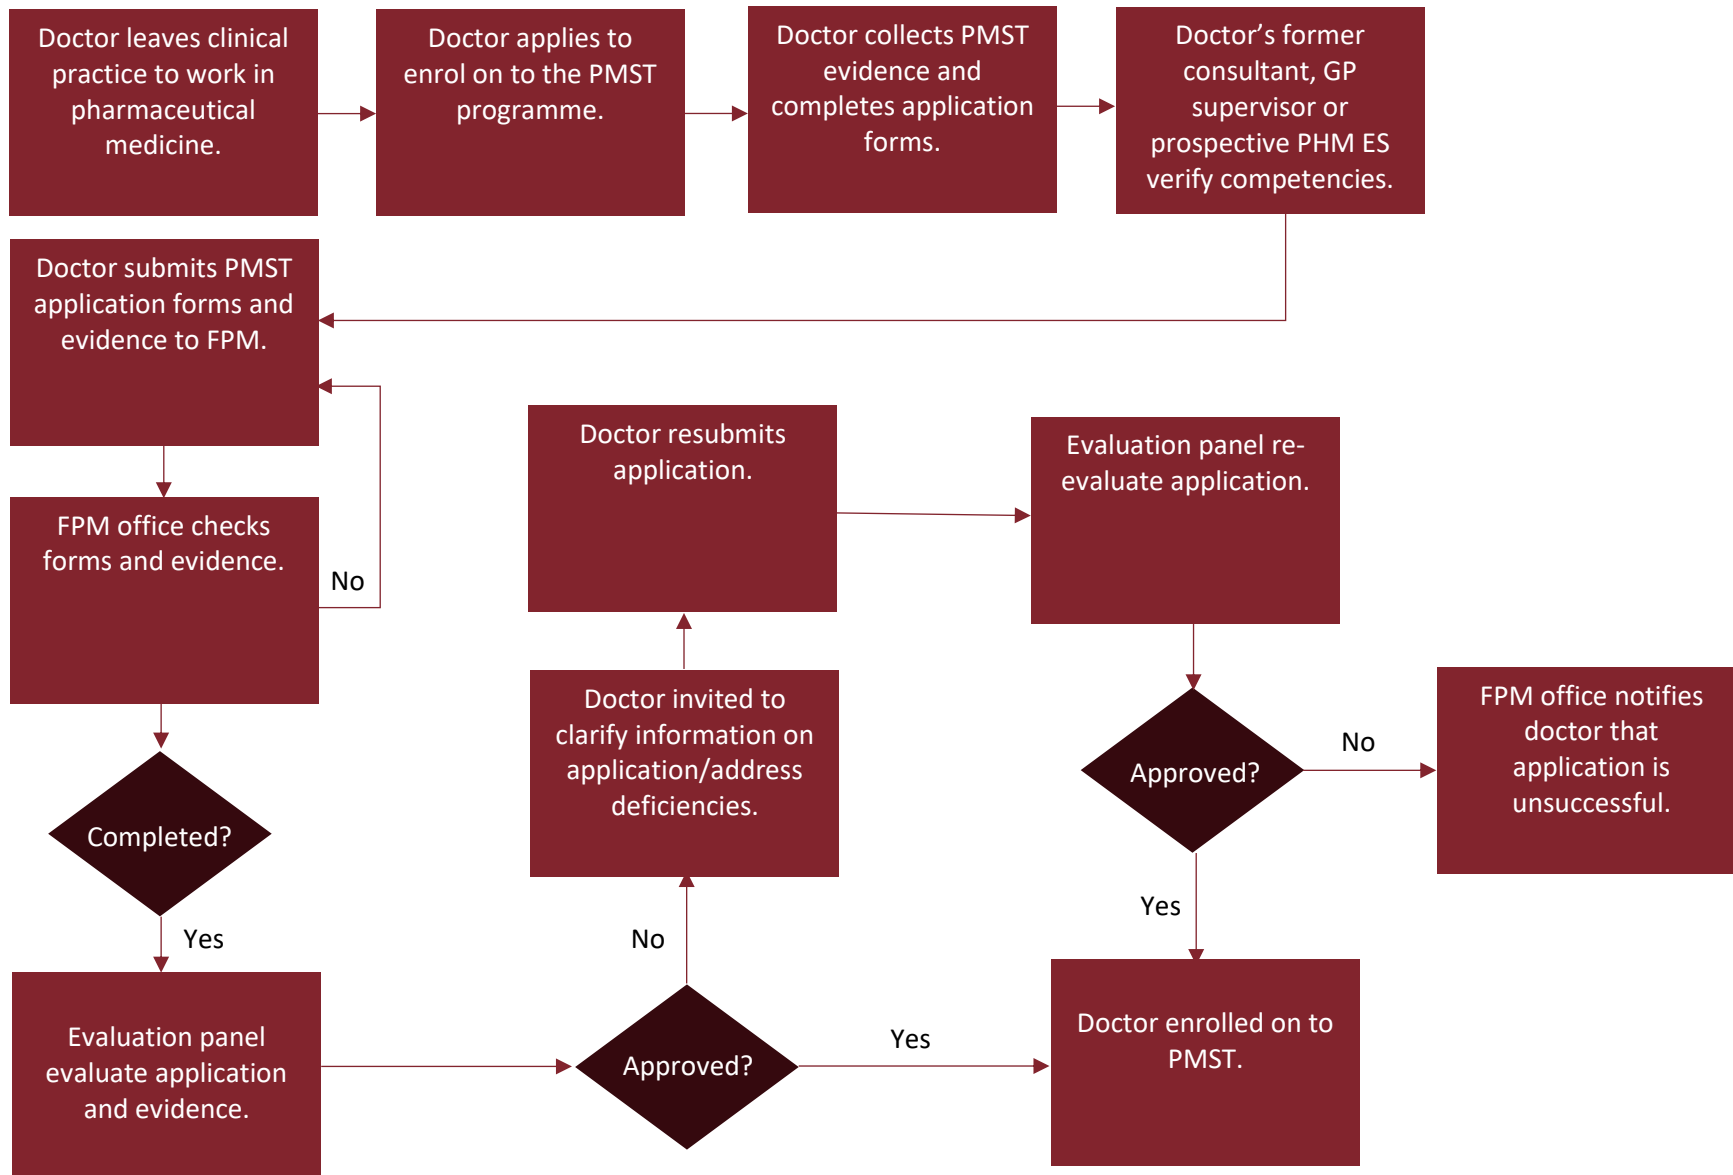 Doctor leaves clinical
practice to work in
pharmaceutical
medicine.
Doctor applies to
enrol on to the PMST
programme.
Doctor collects PMST
evidence and
completes application
forms.
Doctor’s former
consultant, GP
supervisor or
prospective PHM ES
verify competencies.
Doctor submits PMST
application forms and
evidence to FPM.
FPM office checks
forms and evidence.
No
Completed?
Yes
Evaluation panel
evaluate application
and evidence.
Approved?
No
Yes
Doctor invited to
clarify information on
application/address
deficiencies.
Doctor resubmits
application.
Evaluation panel re-
evaluate application.
Approved?
No
FPM office notifies
doctor that
application is
unsuccessful.
Yes
Doctor enrolled on to
PMST.